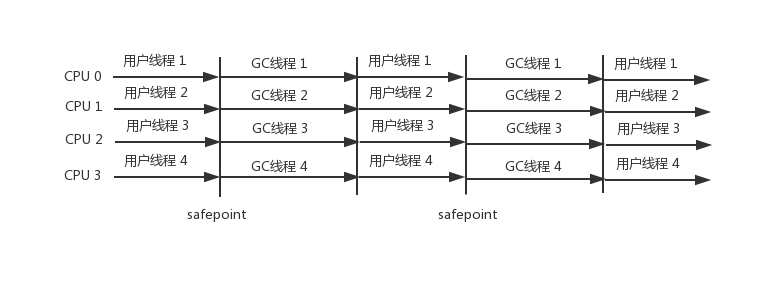 用户线程 1 GC线程 1 用户线程 1 GC线程 1 用户线程 1
CPU 0
用户线程 2 GC线程 2 用户线程 2 GC线程 2 用户线程 2
CPU 1
用户线程 3 GC线程 3 用户线程 3 GC线程 3 用户线程 3
CPU 2
用户线程 4 GC线程 4 用户线程 4 GC线程 4 用户线程 4
CPU 3
safepoint safepoint